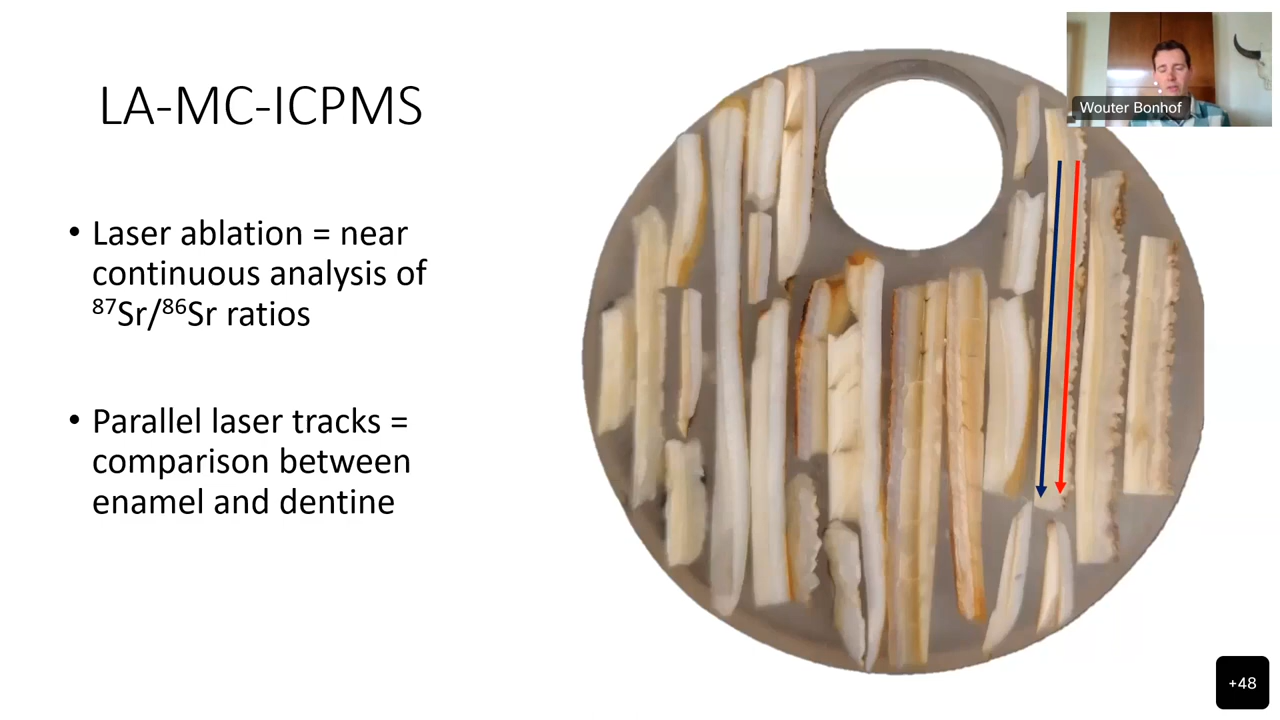 LA-MC-ICPMS
• Laser ablation = near
continuous analysis of
⁸⁷Sr/⁸⁶Sr ratios
• Parallel laser tracks =
comparison between
enamel and dentine
Wouter Bonhof
+48